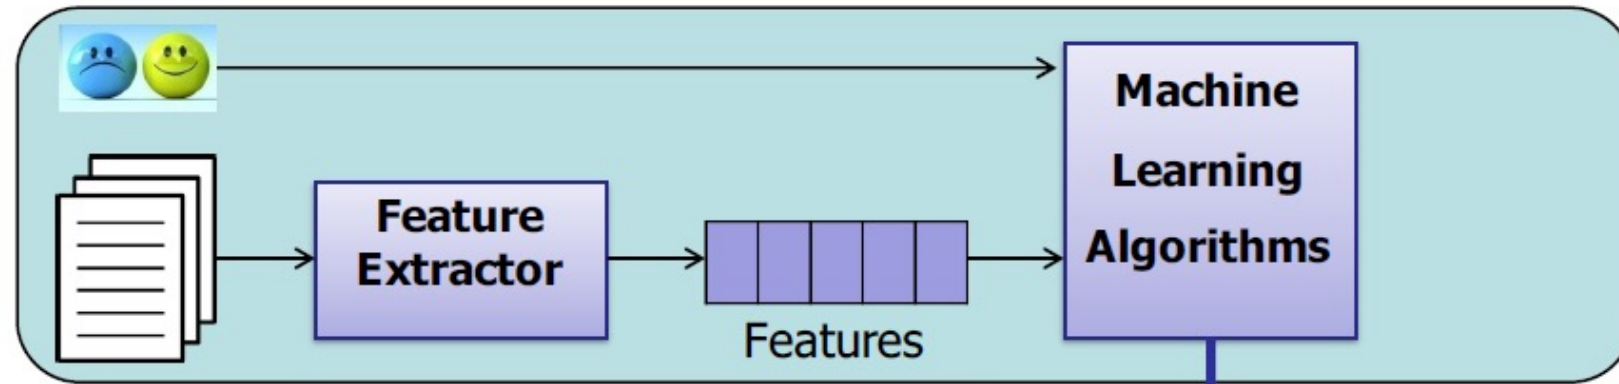 Machine
Learning
Algorithms
Feature
Extractor
Features